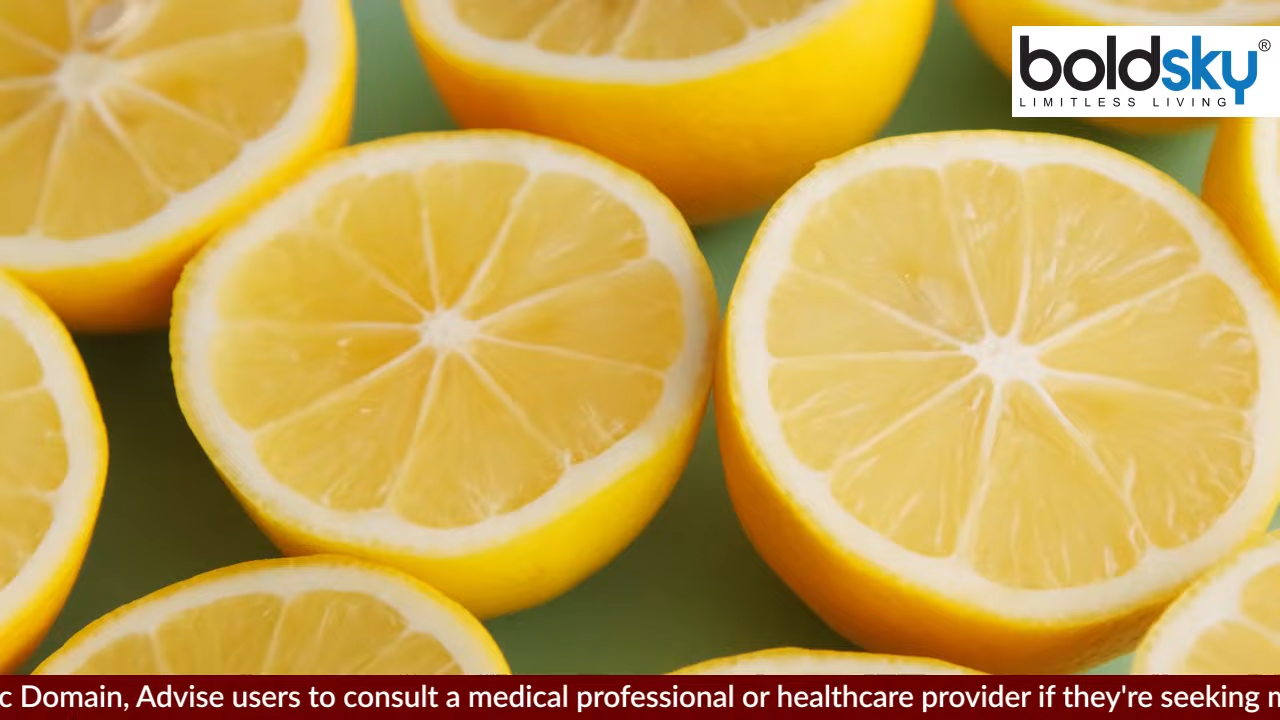 boldsky®
LIMITLESS LIVING
c Domain, Advise users to consult a medical professional or healthcare provider if they're seeking